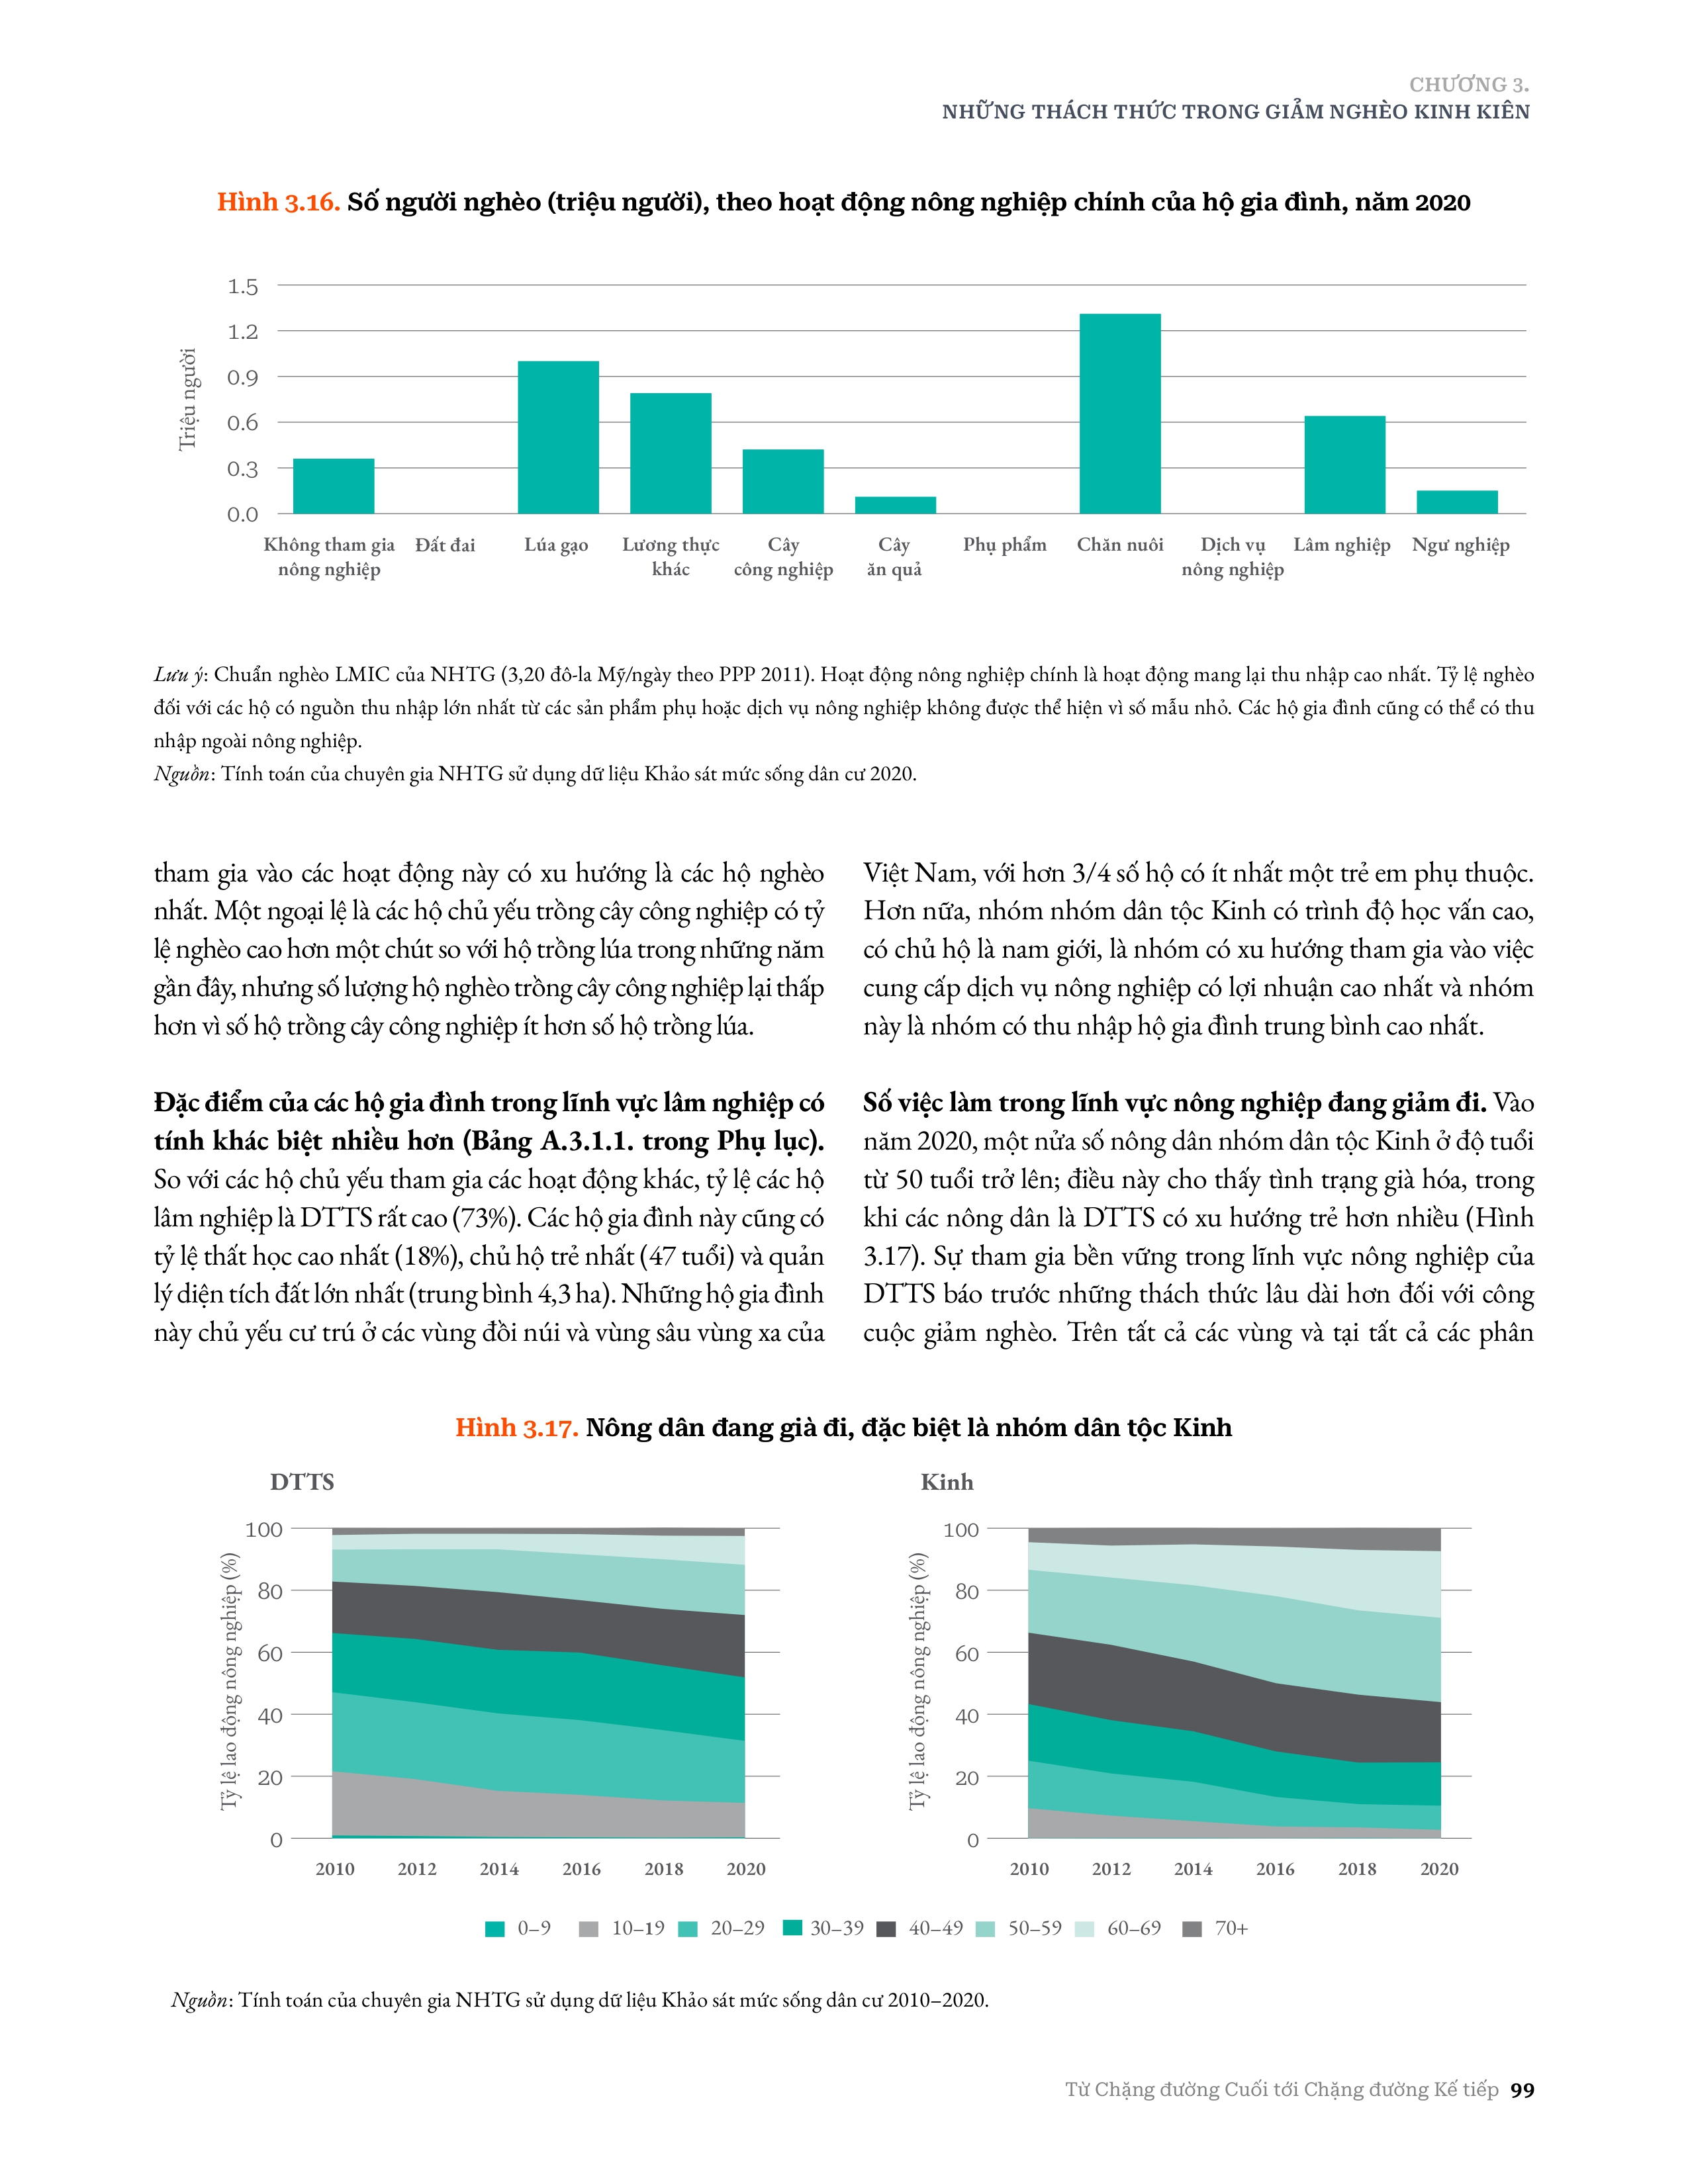 CHƯƠNG 3.
NHỮNG THÁCH THỨC TRONG GIẢM NGHÈO KINH KIÊN
Hình 3.16. Số người nghèo (triệu người), theo hoạt động nông nghiệp chính của hộ gia đình, năm 2020
Triệu người
1.5
1.2
0.9
0.6
0.3
0.0
Không tham gia nông nghiệp
Đất đai
Lúa gạo
Lương thực khác
Cây công nghiệp
Cây ăn quả
Phụ phẩm
Chăn nuôi
Dịch vụ nông nghiệp
Lâm nghiệp
Ngư nghiệp
Lưu ý: Chuẩn nghèo LMIC của NHTG (3,20 đô-la Mỹ/ngày theo PPP 2011). Hoạt động nông nghiệp chính là hoạt động mang lại thu nhập cao nhất. Tỷ lệ nghèo
đối với các hộ có nguồn thu nhập lớn nhất từ các sản phẩm phụ hoặc dịch vụ nông nghiệp không được thể hiện vì số mẫu nhỏ. Các hộ gia đình cũng có thể có thu
nhập ngoài nông nghiệp.
Nguồn: Tính toán của chuyên gia NHTG sử dụng dữ liệu Khảo sát mức sống dân cư 2020.
tham gia vào các hoạt động này có xu hướng là các hộ nghèo
nhất. Một ngoại lệ là các hộ chủ yếu trồng cây công nghiệp có tỷ
lệ nghèo cao hơn một chút so với hộ trồng lúa trong những năm
gần đây, nhưng số lượng hộ nghèo trồng cây công nghiệp lại thấp
hơn vì số hộ trồng cây công nghiệp ít hơn số hộ trồng lúa.
Đặc điểm của các hộ gia đình trong lĩnh vực lâm nghiệp có
tính khác biệt nhiều hơn (Bảng A.3.1.1. trong Phụ lục).
So với các hộ chủ yếu tham gia các hoạt động khác, tỷ lệ các hộ
lâm nghiệp là DTTS rất cao (73%). Các hộ gia đình này cũng có
tỷ lệ thất học cao nhất (18%), chủ hộ trẻ nhất (47 tuổi) và quản
lý diện tích đất lớn nhất (trung bình 4,3 ha). Những hộ gia đình
này chủ yếu cư trú ở các vùng đồi núi và vùng sâu vùng xa của
Việt Nam, với hơn 3/4 số hộ có ít nhất một trẻ em phụ thuộc.
Hơn nữa, nhóm nhóm dân tộc Kinh có trình độ học vấn cao,
có chủ hộ là nam giới, là nhóm có xu hướng tham gia vào việc
cung cấp dịch vụ nông nghiệp có lợi nhuận cao nhất và nhóm
này là nhóm có thu nhập hộ gia đình trung bình cao nhất.
Số việc làm trong lĩnh vực nông nghiệp đang giảm đi. Vào
năm 2020, một nửa số nông dân nhóm dân tộc Kinh ở độ tuổi
từ 50 tuổi trở lên; điều này cho thấy tình trạng già hóa, trong
khi các nông dân là DTTS có xu hướng trẻ hơn nhiều (Hình
3.17). Sự tham gia bền vững trong lĩnh vực nông nghiệp của
DTTS báo trước những thách thức lâu dài hơn đối với công
cuộc giảm nghèo. Trên tất cả các vùng và tại tất cả các phân
Hình 3.17. Nông dân đang già đi, đặc biệt là nhóm dân tộc Kinh
DTTS
Tỷ lệ lao động nông nghiệp (%)
100
80
60
40
20
0
2010 2012 2014 2016 2018 2020
Kinh
Tỷ lệ lao động nông nghiệp (%)
100
80
60
40
20
0
2010 2012 2014 2016 2018 2020
0–9 10–19 20–29 30–39 40–49 50–59 60–69 70+
Nguồn: Tính toán của chuyên gia NHTG sử dụng dữ liệu Khảo sát mức sống dân cư 2010–2020.
Từ Chặng đường Cuối tới Chặng đường Kế tiếp 99